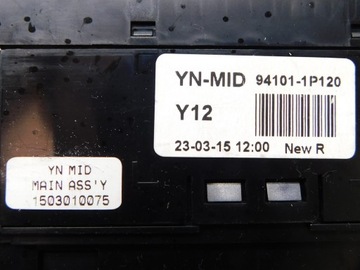 YN-MID 94101-1P120
Y12
23-03-15 12:00 New R
YN MID
MAIN ASS'Y
1503010075